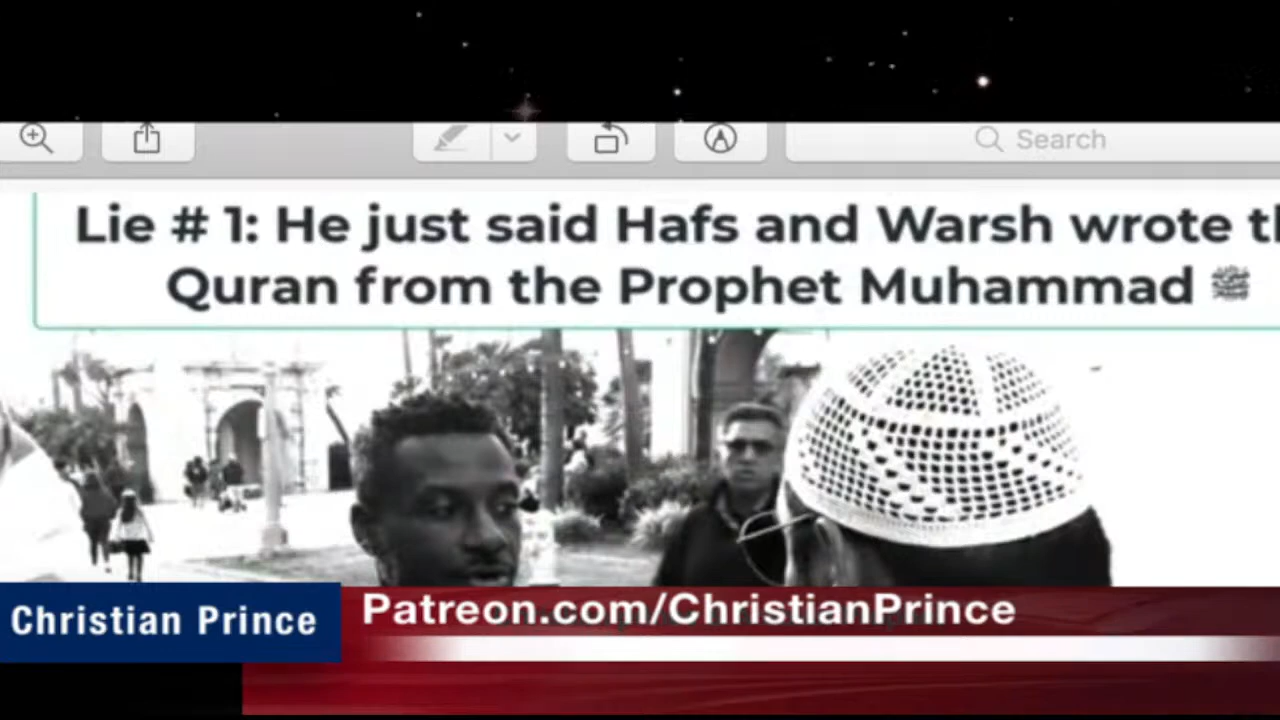 Search
Lie # 1: He just said Hafs and Warsh wrote th
Quran from the Prophet Muhammad ﷺ
Christian Prince
Patreon.com/ChristianPrince